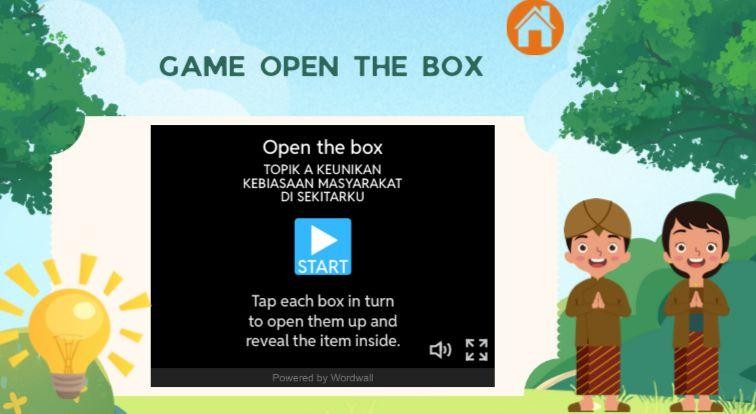 GAME OPEN THE BOX
Open the box
TOPIK A KEUNIKAN
KEBIASAAN MASYARAKAT
DI SEKITARKU
START
Tap each box in turn
to open them up and
reveal the item inside.
Powered by Wordwall